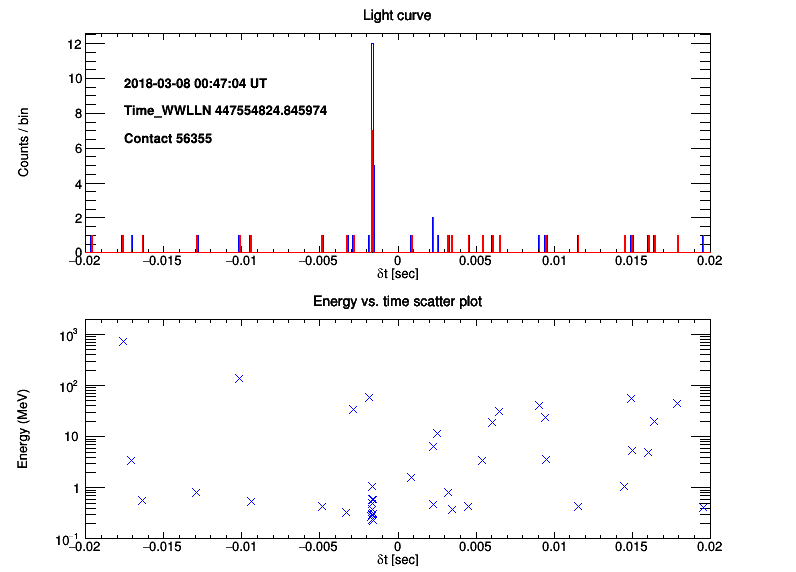 Light curve
Counts / bin
12
10
8
6
4
2
0
2018-03-08 00:47:04 UT
Time_WWLLN 447554824.845974
Contact 56355
−0.02 −0.015 −0.01 −0.005 0 0.005 0.01 0.015 0.02
δt [sec]
Energy vs. time scatter plot
Energy (MeV)
10³
10²
10
1
10⁻¹
−0.02 −0.015 −0.01 −0.005 0 0.005 0.01 0.015 0.02
δt [sec]